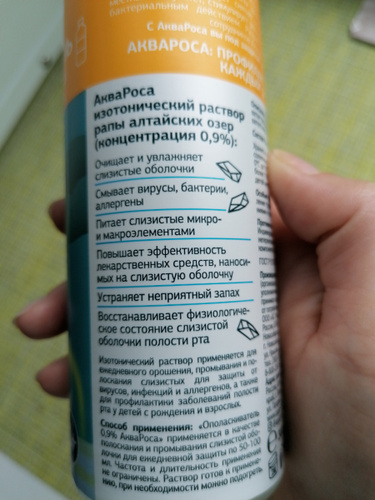 бактериальным действием
С АкваРоса вы под
АКВАРОСА: ПРОФИ
КАЖД
АкваРоса
изотонический раствор
рапы алтайских озер
(концентрация 0,9%):
Очищает и увлажняет
слизистые оболочки
Смывает вирусы, бактерии,
аллергены
Питает слизистые микро-
и макроэлементами
Повышает эффективность
лекарственных средств, наноси-
мых на слизистую оболочку
Устраняет неприятный запах
Восстанавливает физиологиче-
ское состояние слизистой
оболочки полости рта
Изотонический раствор применяется для
ежедневного орошения, промывания и по-
лоскания слизистых для защиты от
вирусов, инфекций и аллергенов, а также
для профилактики заболеваний полости
рта у детей с рождения и взрослых.
Способ применения: «Ополаскиватель
0,9% АкваРоса» применяется в качестве
полоскания и промывания слизистой обо-
лочки для ежедневной защиты по 50-100
мл. Частота и длительность применения
не ограничены. Раствор готов к примене-
нию, при необходимости можно подогреть